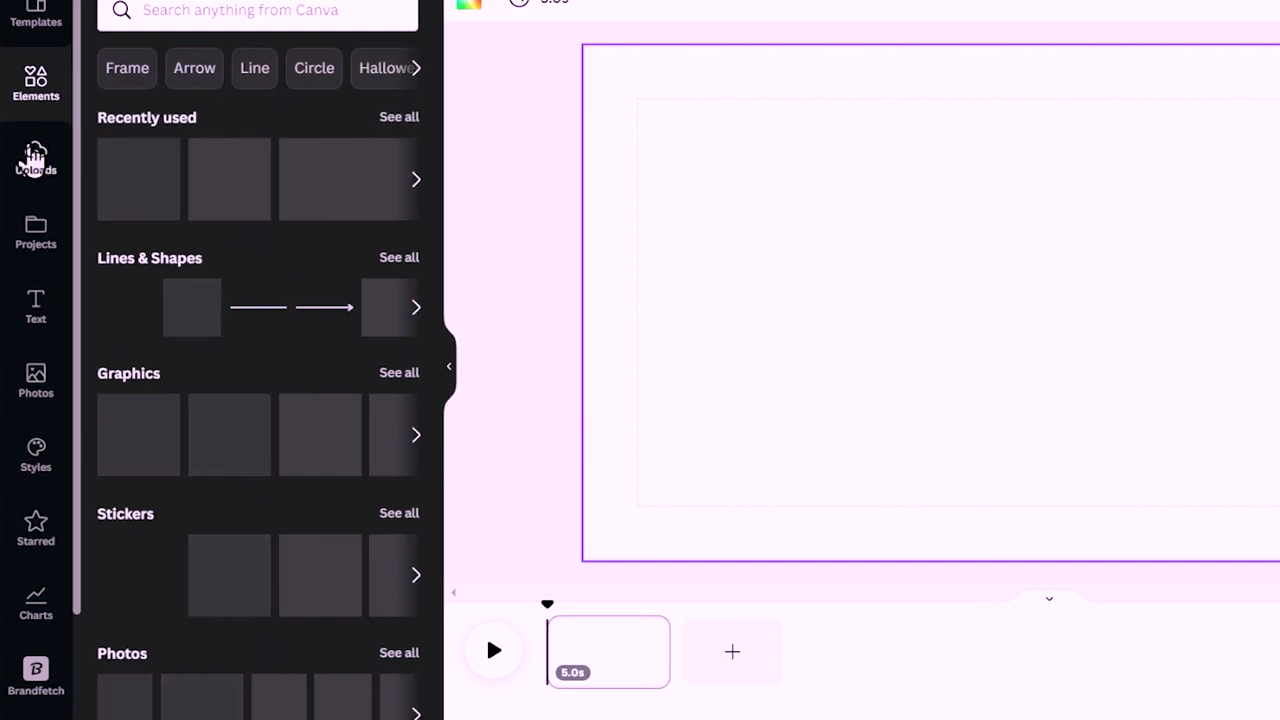 Templates
Elements
Uploads
Projects
Text
Photos
Styles
Starred
Charts
Brandfetch
Search anything from Canva
Frame Arrow Line Circle
Recently used See all
Lines & Shapes See all
Graphics See all
Stickers See all
Photos See all
5.0s